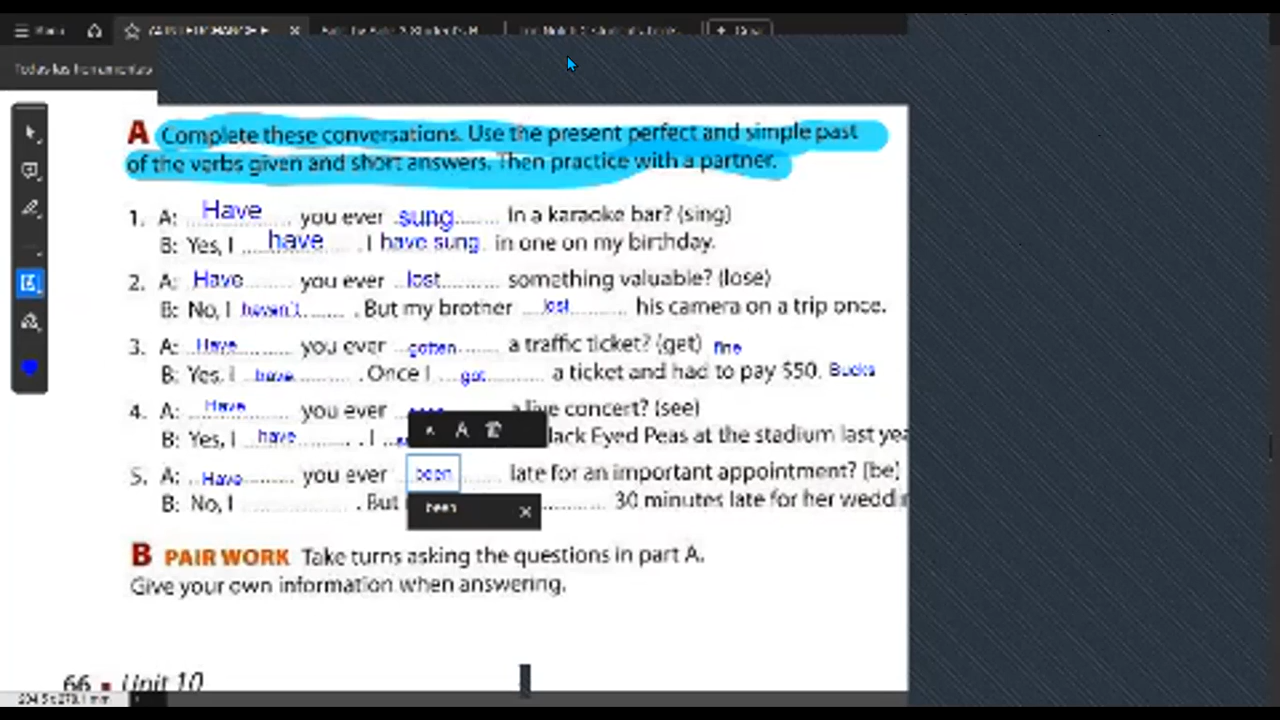 Menú
Todas las herramientas
A Complete these conversations. Use the present perfect and simple past
of the verbs given and short answers. Then practice with a partner.
1. A: Have you ever sung in a karaoke bar? (sing)
B: Yes, I have . I have sung in one on my birthday.
2. A: Have you ever lost something valuable? (lose)
B: No, I haven't . But my brother lost his camera on a trip once.
3. A: Have you ever gotten a traffic ticket? (get) fine
B: Yes, I have . Once I got a ticket and had to pay $50. Bucks
4. A: Have you ever a live concert? (see)
B: Yes, I have . I lack Eyed Peas at the stadium last yea
5. A: Have you ever been late for an important appointment? (be)
B: No, I . But 30 minutes late for her weddi
been
B PAIR WORK Take turns asking the questions in part A.
Give your own information when answering.
66 Unit 10